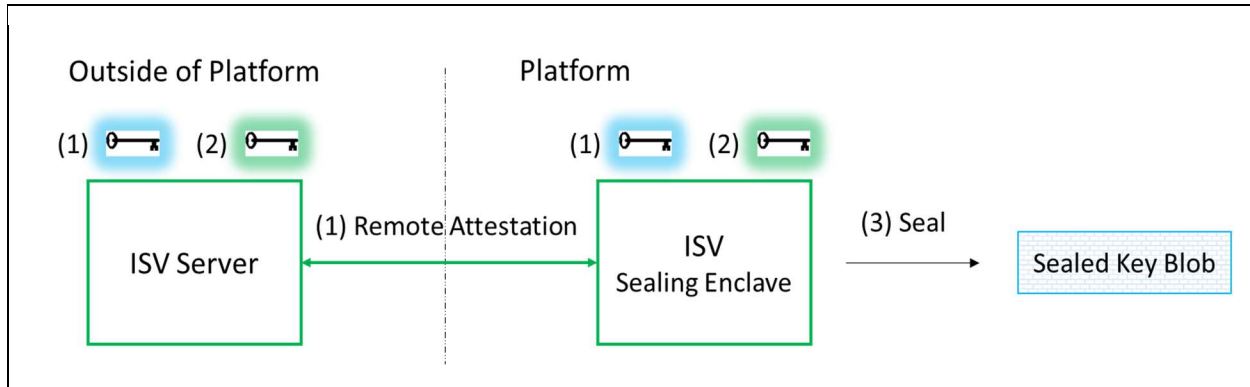 Outside of Platform
Platform
(1)
(2)
(1)
(2)
(1) Remote Attestation
(3) Seal
ISV Server
ISV
Sealing Enclave
Sealed Key Blob